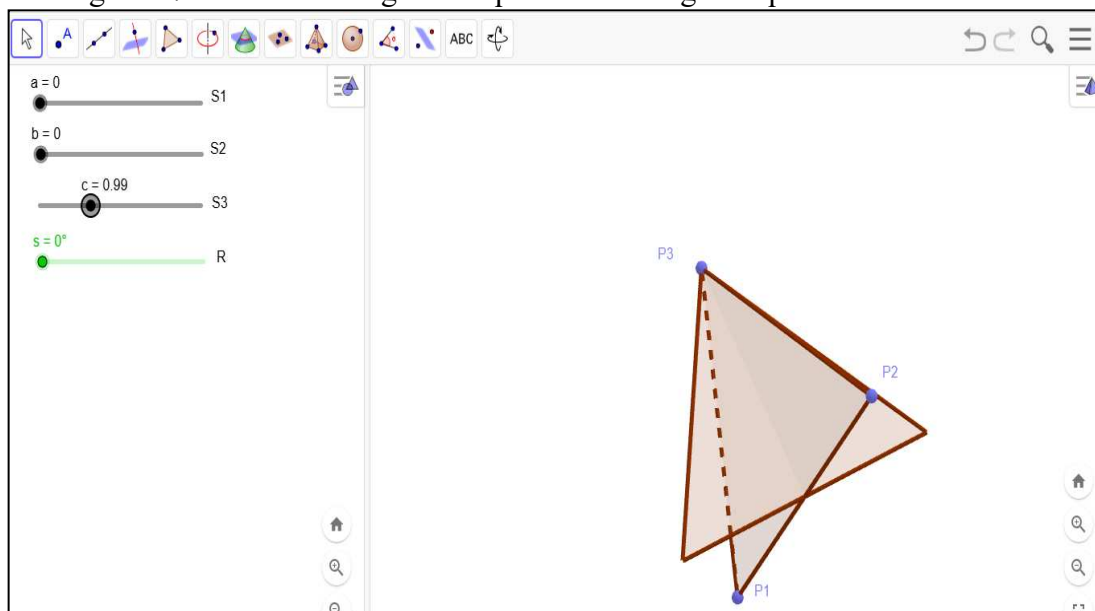 ABC
a = 0
S1
b = 0
S2
c = 0.99
S3
s = 0°
R
P3
P2
P1